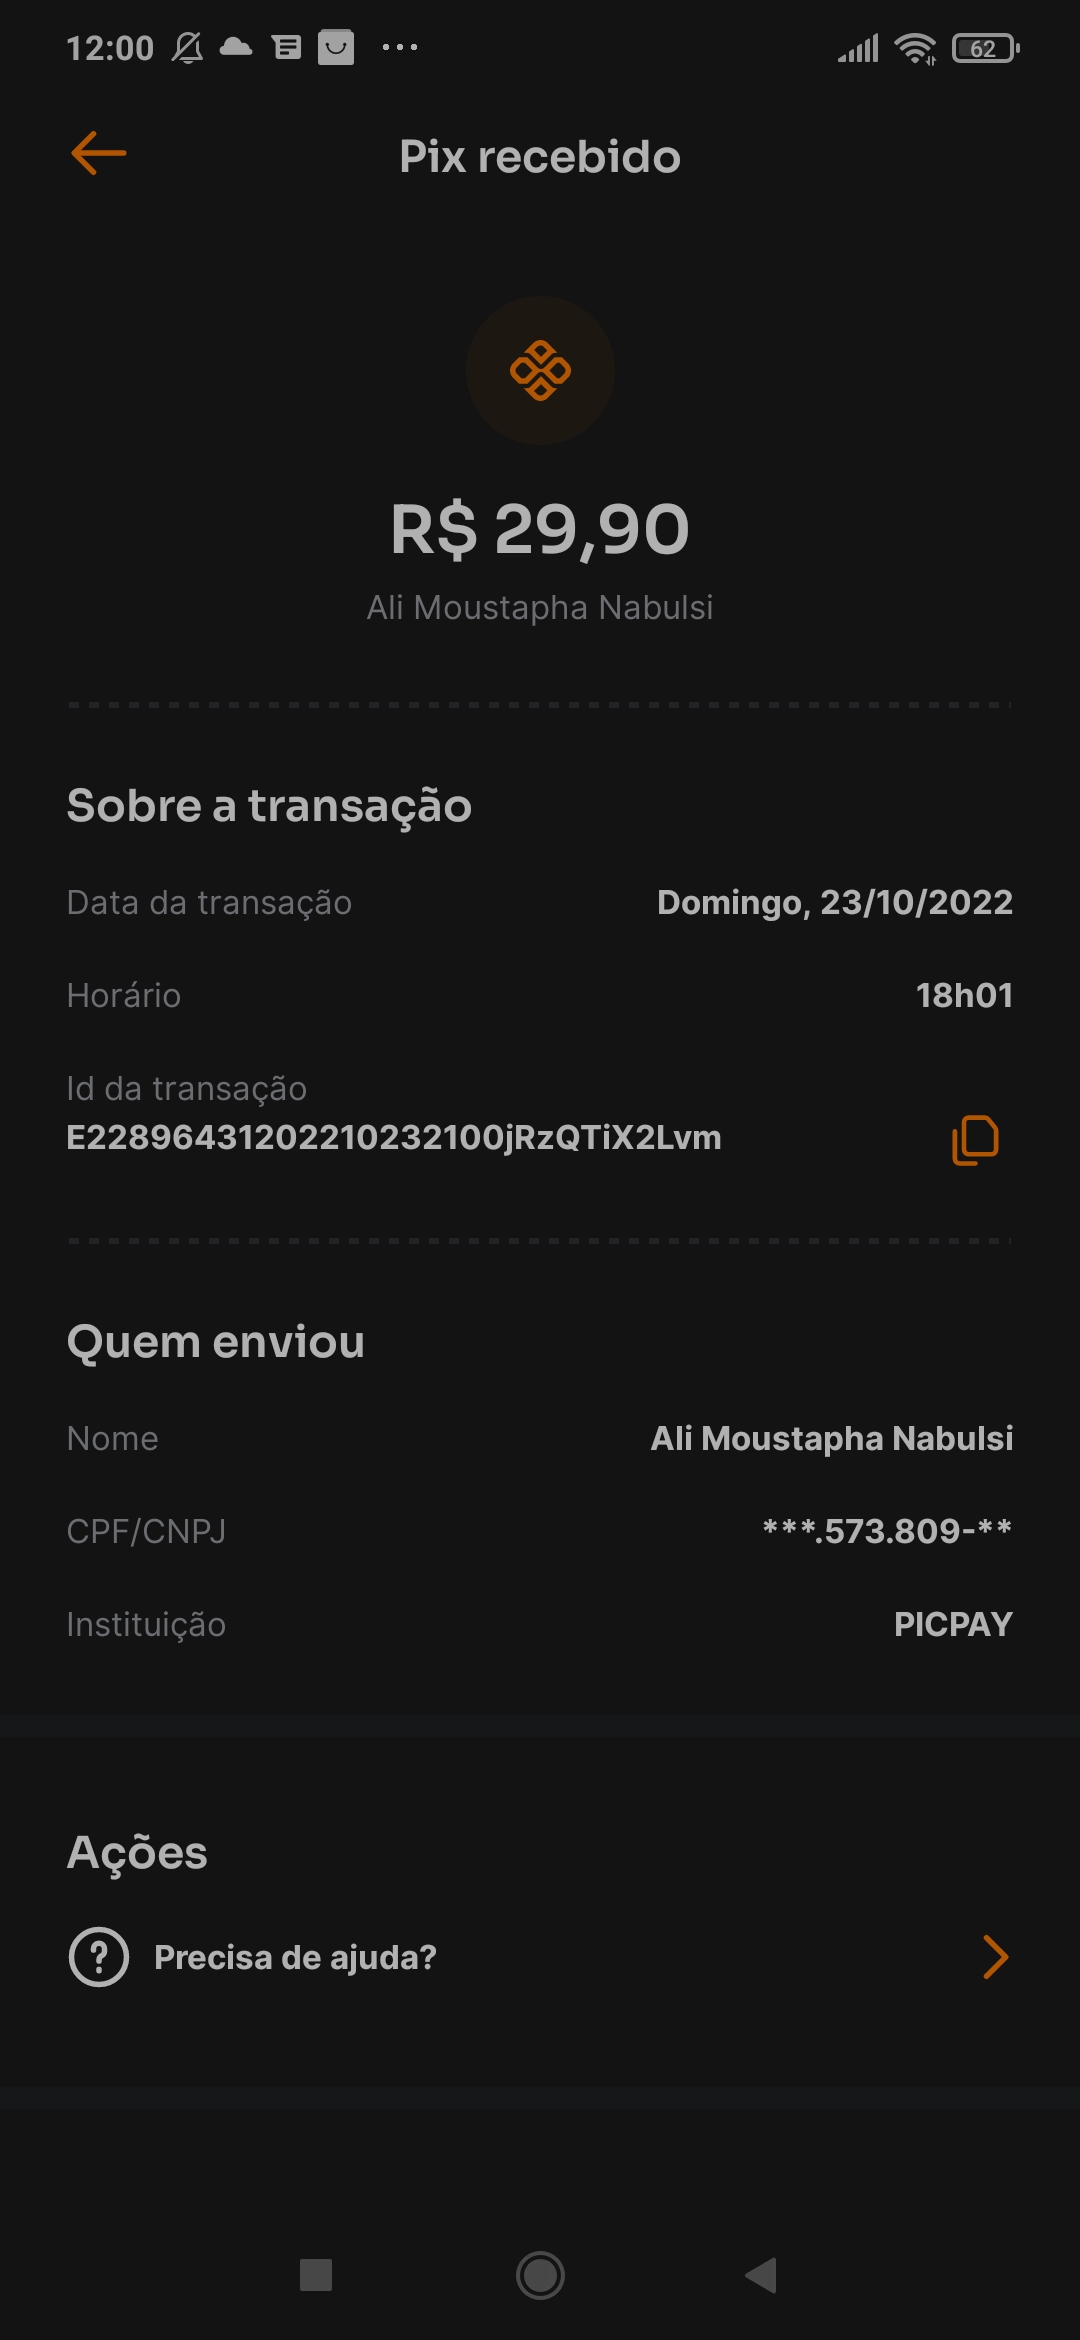 12:00
62
Pix recebido
R$ 29,90
Ali Moustapha Nabulsi
Sobre a transação
Data da transação Domingo, 23/10/2022
Horário 18h01
Id da transação
E22896431202210232100jRzQTiX2Lvm
Quem enviou
Nome Ali Moustapha Nabulsi
CPF/CNPJ ***.573.809-**
Instituição PICPAY
Ações
Precisa de ajuda?